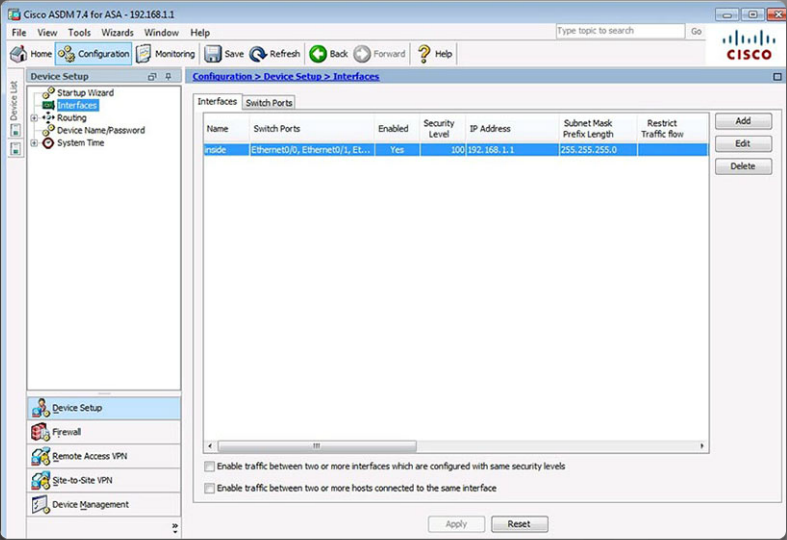 Cisco ASDM 7.4 for ASA - 192.168.1.1
File View Tools Wizards Window Help
Type to search Go
Home Configuration Monitoring Save Refresh Back Forward Help
CISCO
Device List
Device Setup
Configuration > Device Setup > Interfaces
Startup Wizard
Interfaces
Routing
Device Name/Password
System Time
Interfaces Switch Ports
Name Switch Ports Enabled Security Level IP Address Subnet Mask Prefix Length Restrict Traffic flow
inside Ethernet0/0, Ethernet0/1, Et... Yes 100 192.168.1.1 255.255.255.0
Add
Edit
Delete
Device Setup
Firewall
Remote Access VPN
Site-to-Site VPN
Device Management
Enable traffic between two or more interfaces which are configured with same security levels
Enable traffic between two or more hosts connected to the same interface
Apply Reset